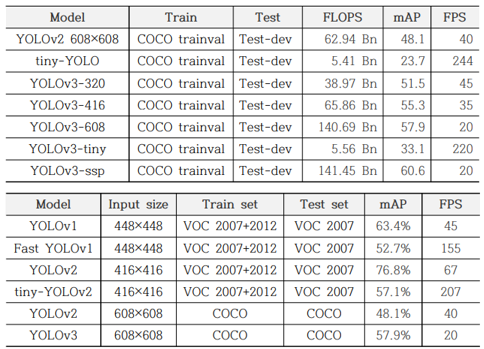 Model Train Test FLOPS mAP FPS
YOLOv2 608×608 COCO trainval Test-dev 62.94 Bn 48.1 40
tiny-YOLO COCO trainval Test-dev 5.41 Bn 23.7 244
YOLOv3-320 COCO trainval Test-dev 38.97 Bn 51.5 45
YOLOv3-416 COCO trainval Test-dev 65.86 Bn 55.3 35
YOLOv3-608 COCO trainval Test-dev 140.69 Bn 57.9 20
YOLOv3-tiny COCO trainval Test-dev 5.56 Bn 33.1 220
YOLOv3-ssp COCO trainval Test-dev 141.45 Bn 60.6 20
Model Input size Train set Test set mAP FPS
YOLOv1 448×448 VOC 2007+2012 VOC 2007 63.4% 45
Fast YOLOv1 448×448 VOC 2007+2012 VOC 2007 52.7% 155
YOLOv2 416×416 VOC 2007+2012 VOC 2007 76.8% 67
tiny-YOLOv2 416×416 VOC 2007+2012 VOC 2007 57.1% 207
YOLOv2 608×608 COCO COCO 48.1% 40
YOLOv3 608×608 COCO COCO 57.9% 20